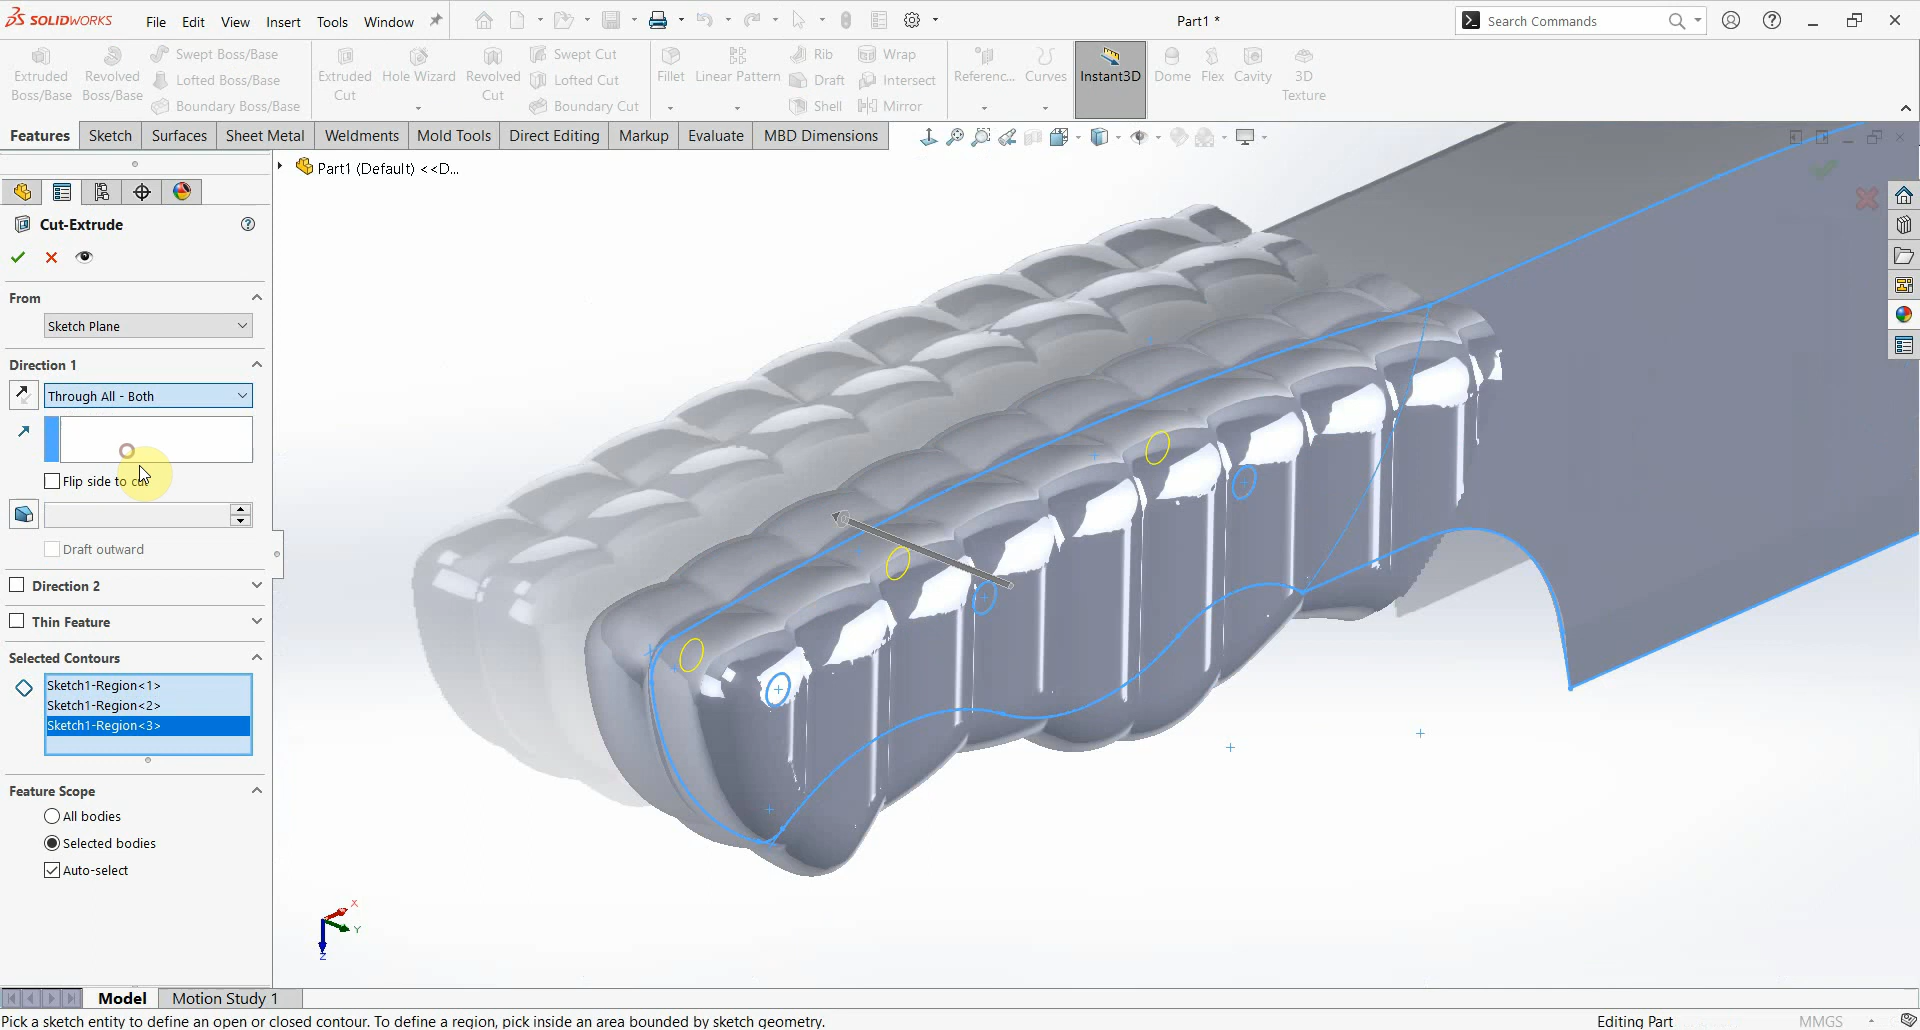 SOLIDWORKS File Edit View Insert Tools Window Part1 * Search Commands
Extruded Boss/Base
Revolved Boss/Base
Swept Boss/Base
Lofted Boss/Base
Boundary Boss/Base
Extruded Cut
Hole Wizard
Revolved Cut
Swept Cut
Lofted Cut
Boundary Cut
Fillet
Linear Pattern
Rib
Draft
Shell
Wrap
Intersect
Mirror
Referenc...
Curves
Instant3D
Dome
Flex
Cavity
3D Texture
Features Sketch Surfaces Sheet Metal Weldments Mold Tools Direct Editing Markup Evaluate MBD Dimensions
Part1 (Default) <<D...
Cut-Extrude
From
Sketch Plane
Direction 1
Through All - Both
Flip side to cut
Draft outward
Direction 2
Thin Feature
Selected Contours
Sketch1-Region<1>
Sketch1-Region<2>
Sketch1-Region<3>
Feature Scope
All bodies
Selected bodies
Auto-select
X
Y
Z
Model Motion Study 1
Pick a sketch entity to define an open or closed contour. To define a region, pick inside an area bounded by sketch geometry. Editing Part MMGS